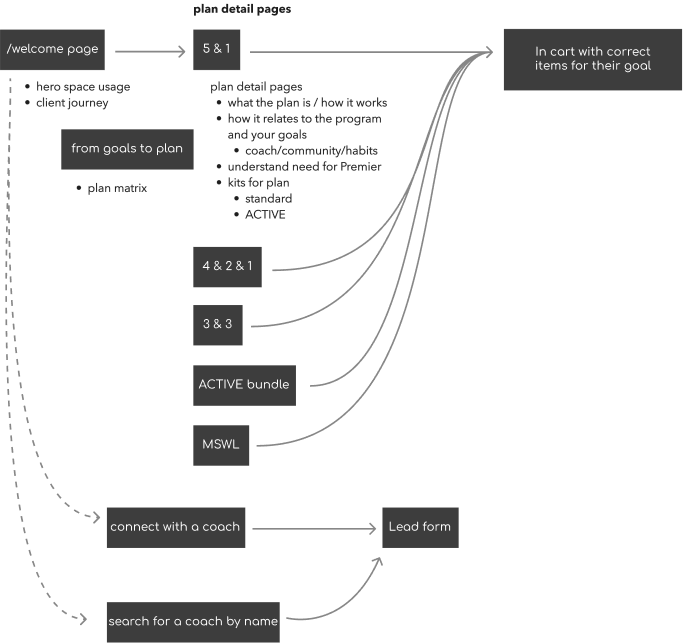 plan detail pages
/welcome page
5 & 1
In cart with correct
items for their goal
• hero space usage
• client journey
plan detail pages
• what the plan is / how it works
• how it relates to the program
and your goals
• coach/community/habits
• understand need for Premier
• kits for plan
• standard
• ACTIVE
from goals to plan
• plan matrix
4 & 2 & 1
3 & 3
ACTIVE bundle
MSWL
connect with a coach
Lead form
search for a coach by name